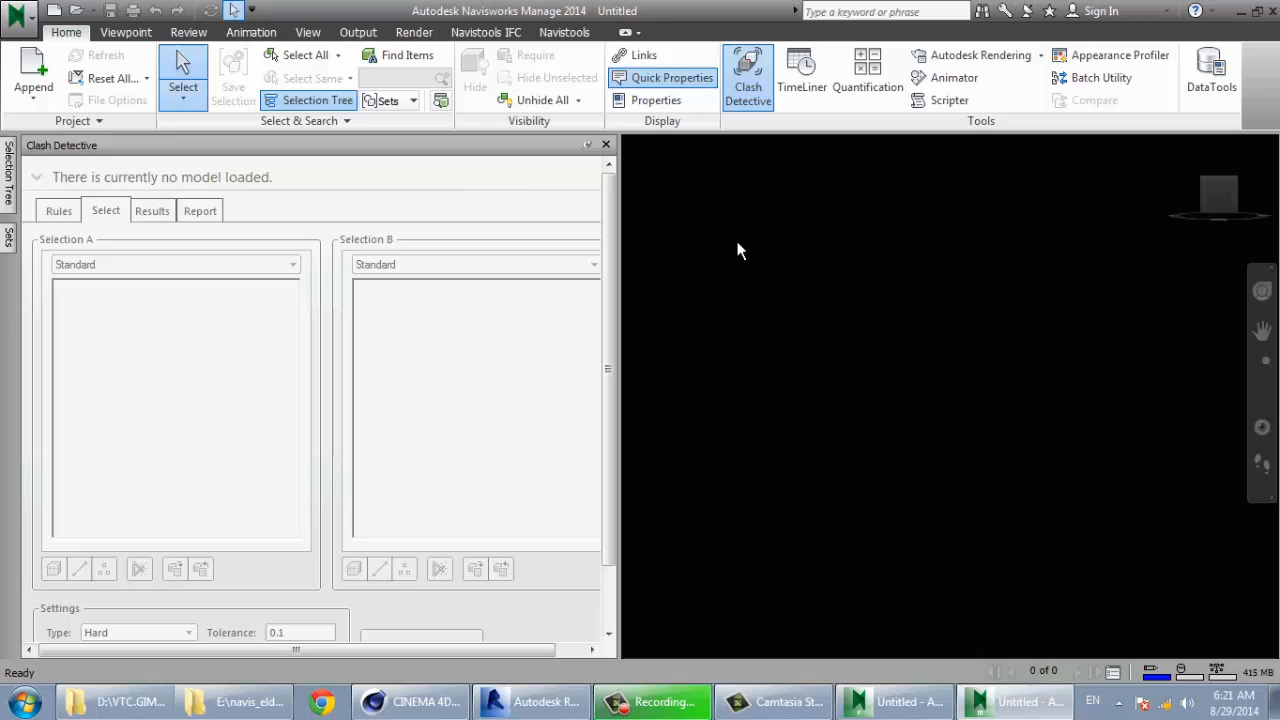 Autodesk Navisworks Manage 2014 Untitled
Type a keyword or phrase
Sign In
Home Viewpoint Review Animation View Output Render Navistools IFC Navistools
Append
Refresh
Reset All...
File Options
Project
Select
Save Selection
Select All
Select Same
Selection Tree
Find Items
Sets
Select & Search
Hide
Require
Hide Unselected
Unhide All
Visibility
Links
Quick Properties
Properties
Display
Clash Detective
TimeLiner
Quantification
Autodesk Rendering
Animator
Scripter
Appearance Profiler
Batch Utility
Compare
DataTools
Tools
Selection Tree
Sets
Clash Detective
There is currently no model loaded.
Rules Select Results Report
Selection A
Standard
Selection B
Standard
Settings
Type: Hard Tolerance: 0.1
Ready
0 of 0
415 MB
D:\VTC.GIM...
E:\navis_eld...
CINEMA 4D...
Autodesk R...
Recording...
Camtasia St...
Untitled - A...
Untitled - A...
EN
6:21 AM
8/29/2014